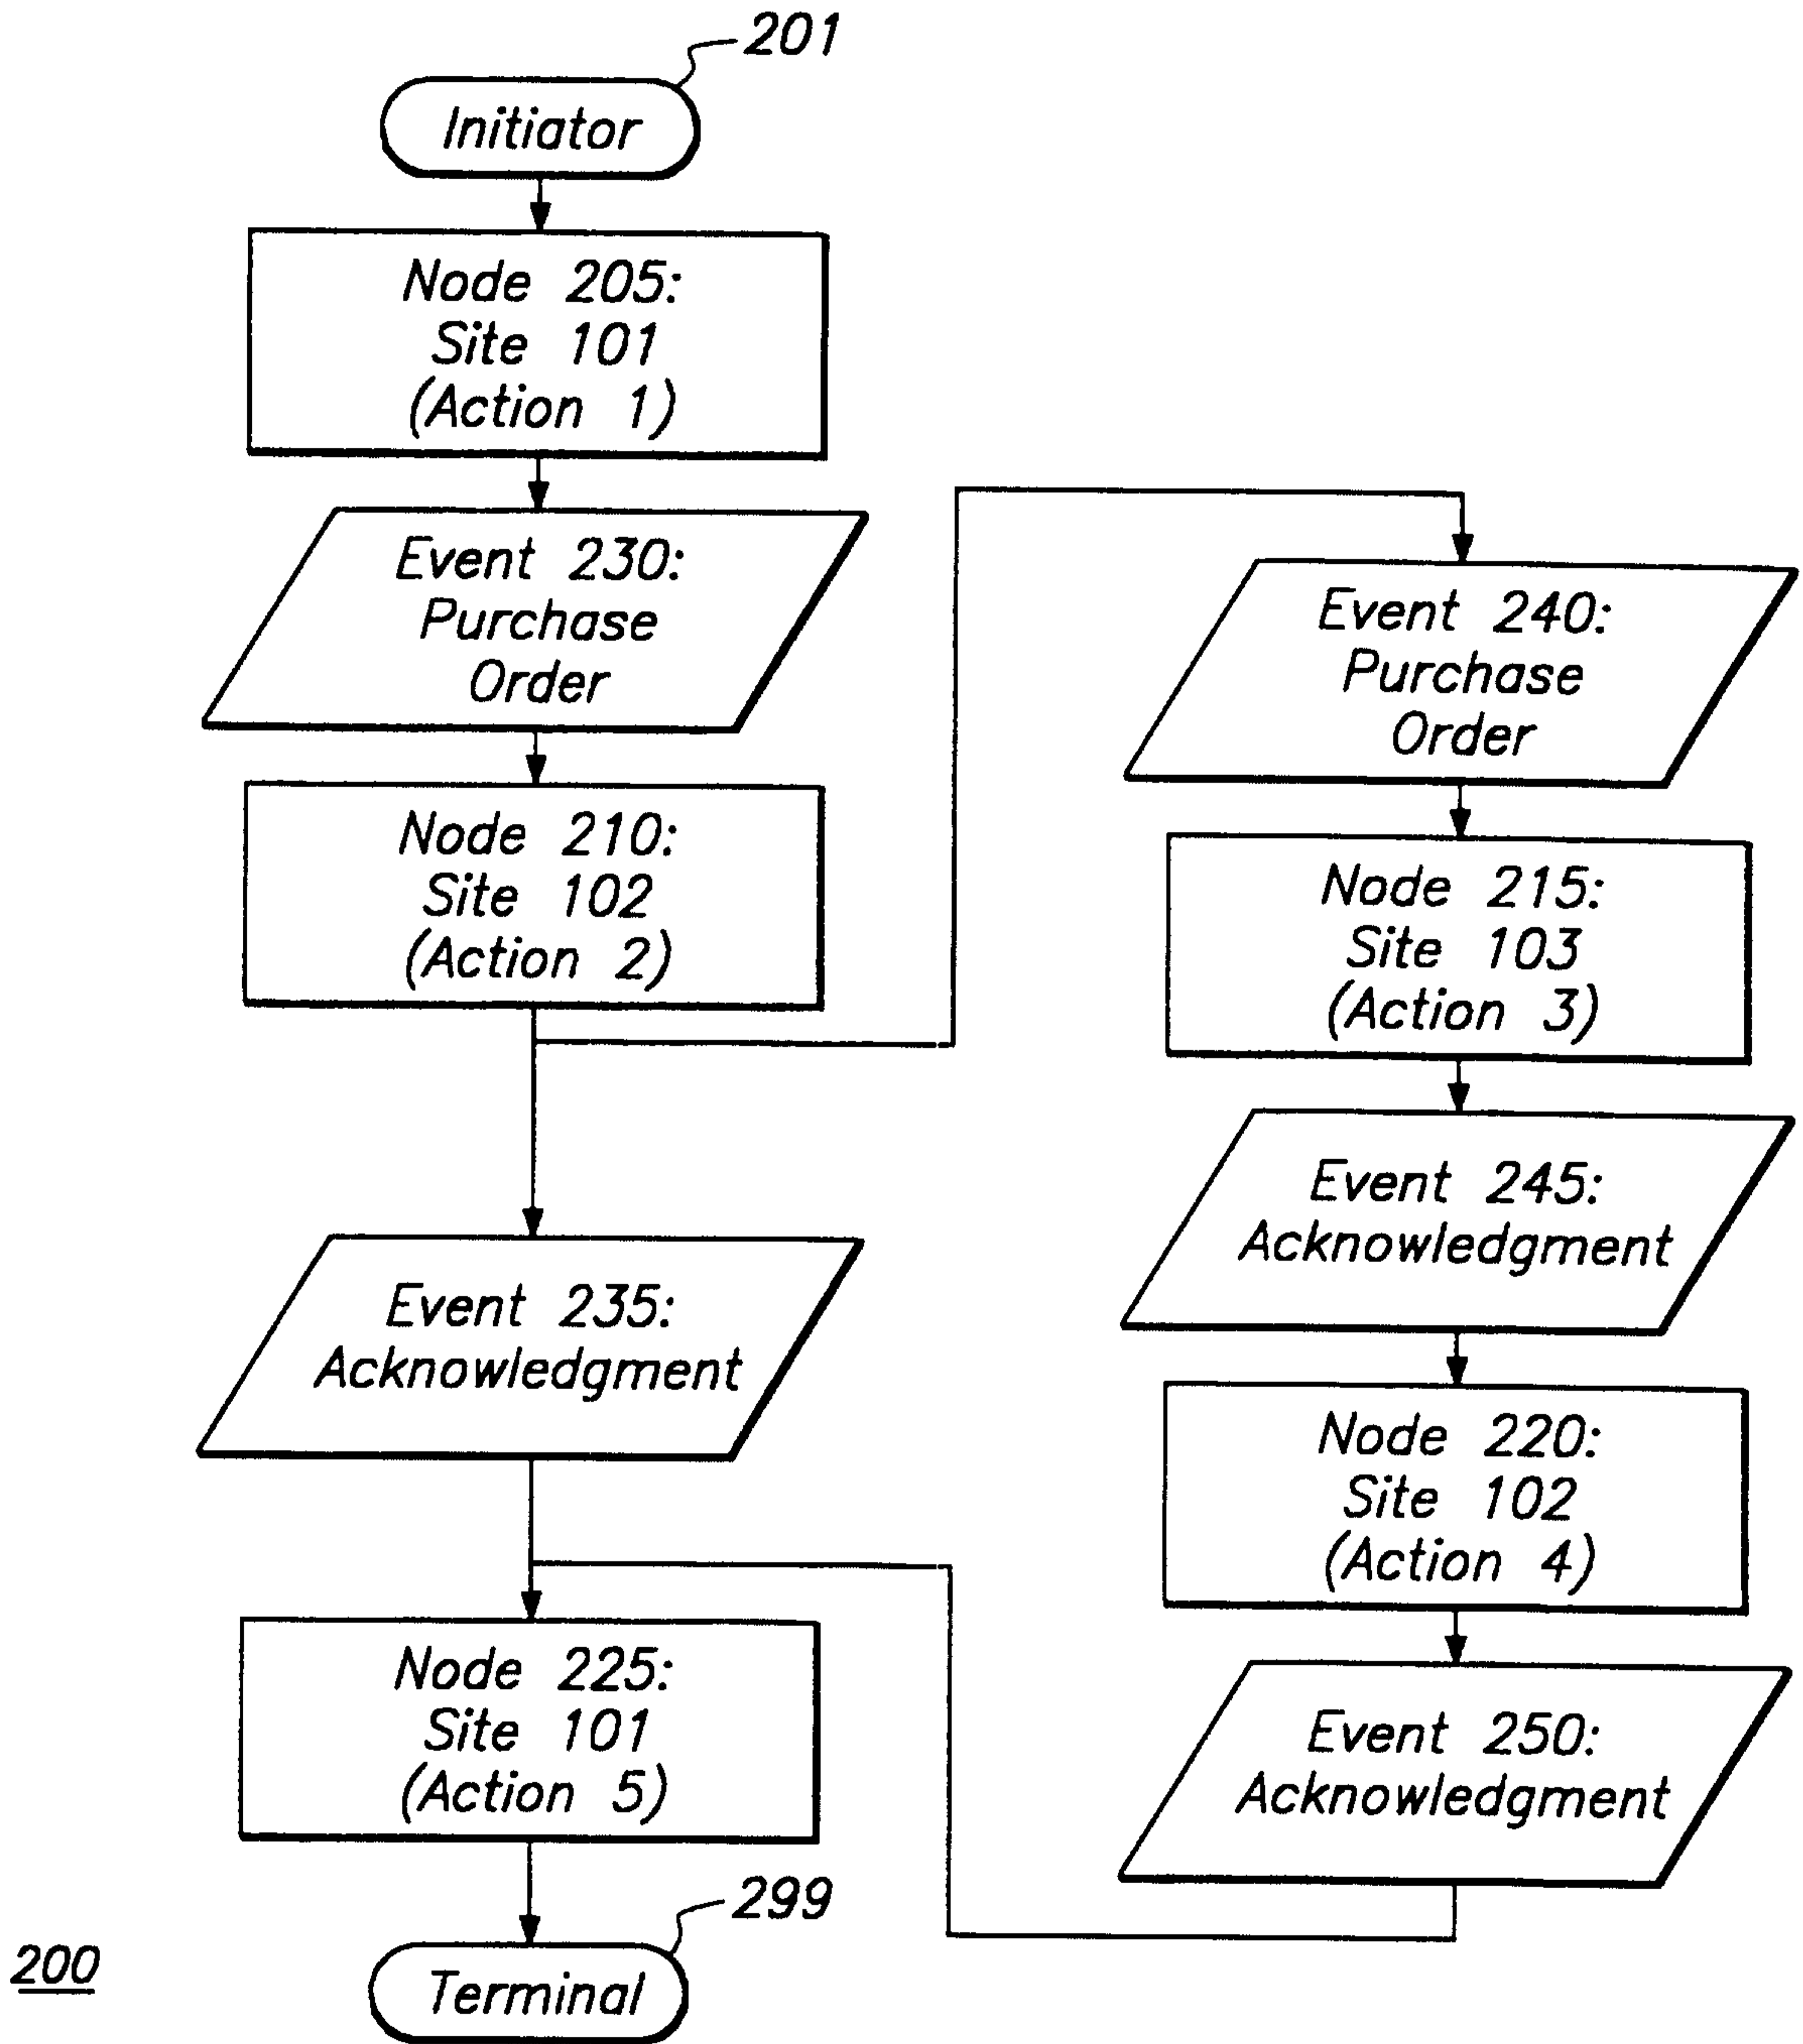 201
Initiator
Node 205:
Site 101
(Action 1)
Event 230:
Purchase
Order
Node 210:
Site 102
(Action 2)
Event 235:
Acknowledgment
Node 225:
Site 101
(Action 5)
299
Terminal
200
Event 240:
Purchase
Order
Node 215:
Site 103
(Action 3)
Event 245:
Acknowledgment
Node 220:
Site 102
(Action 4)
Event 250:
Acknowledgment